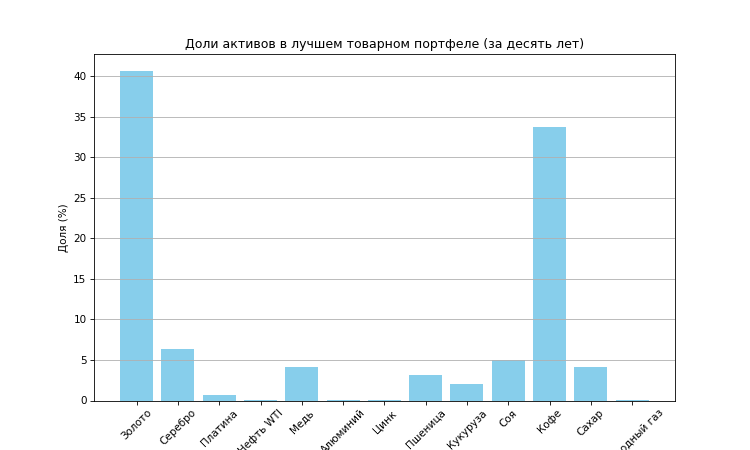 Доли активов в лучшем товарном портфеле (за десять лет)
Доля (%)
40
35
30
25
20
15
10
5
0
Золото
Серебро
Платина
Нефть WTI
Медь
Алюминий
Цинк
Пшеница
Кукуруза
Соя
Кофе
Сахар
одный газ